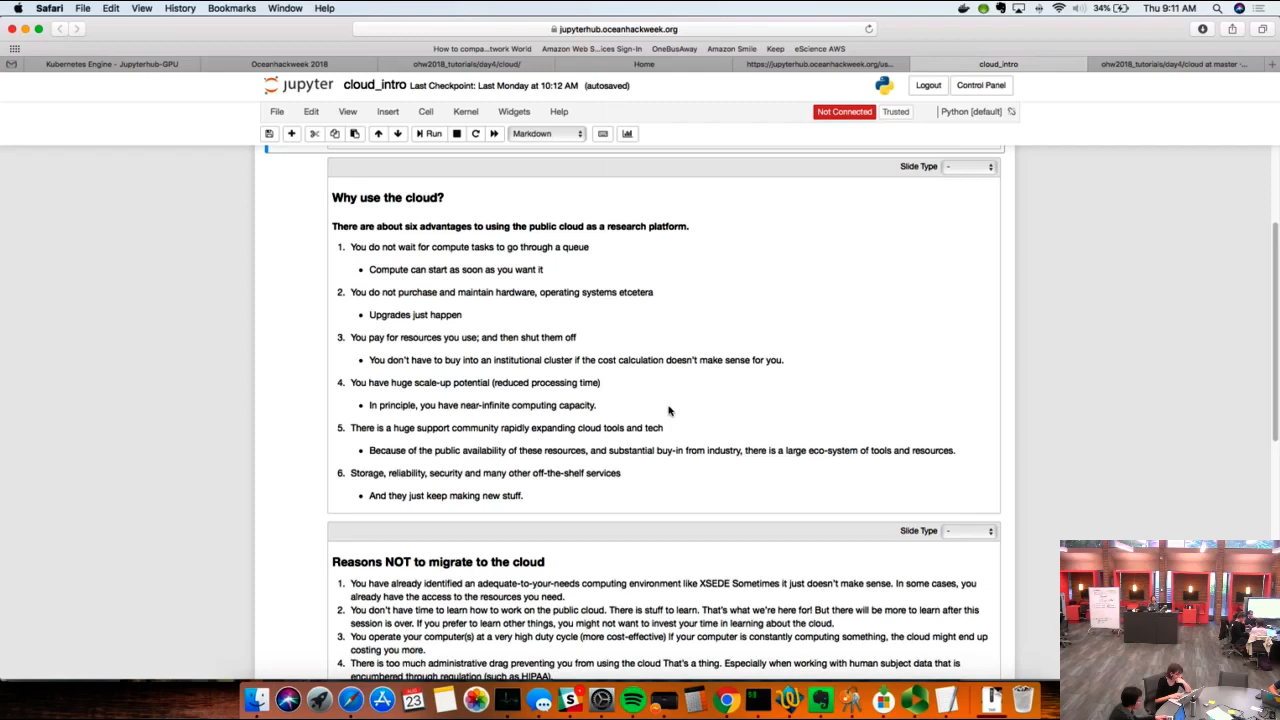 Safari File Edit View History Bookmarks Window Help 34% Thu 9:11 AM
jupyterhub.oceanhackweek.org
How to compa...twork World Amazon Web S...ices Sign-In OneBusAway Amazon Smile Keep eScience AWS
Kubernetes Engine - Jupyterhub-GPU Oceanhackweek 2018 ohw2018_tutorials/day4/cloud/ Home https://jupyterhub.oceanhackweek.org/us... cloud_intro ohw2018_tutorials/day4/cloud at master -...
jupyter cloud_intro Last Checkpoint: Last Monday at 10:12 AM (autosaved) Logout Control Panel
File Edit View Insert Cell Kernel Widgets Help Not Connected Trusted Python [default]
Run Markdown
Slide Type -
Why use the cloud?
There are about six advantages to using the public cloud as a research platform.
1. You do not wait for compute tasks to go through a queue
• Compute can start as soon as you want it
2. You do not purchase and maintain hardware, operating systems etcetera
• Upgrades just happen
3. You pay for resources you use; and then shut them off
• You don't have to buy into an institutional cluster if the cost calculation doesn't make sense for you.
4. You have huge scale-up potential (reduced processing time)
• In principle, you have near-infinite computing capacity.
5. There is a huge support community rapidly expanding cloud tools and tech
• Because of the public availability of these resources, and substantial buy-in from industry, there is a large eco-system of tools and resources.
6. Storage, reliability, security and many other off-the-shelf services
• And they just keep making new stuff.
Slide Type -
Reasons NOT to migrate to the cloud
1. You have already identified an adequate-to-your-needs computing environment like XSEDE Sometimes it just doesn't make sense. In some cases, you
already have the access to the resources you need.
2. You don't have time to learn how to work on the public cloud. There is stuff to learn. That's what we're here for! But there will be more to learn after this
session is over. If you prefer to learn other things, you might not want to invest your time in learning about the cloud.
3. You operate your computer(s) at a very high duty cycle (more cost-effective) If your computer is constantly computing something, the cloud might end up
costing you more.
4. There is too much administrative drag preventing you from using the cloud That's a thing. Especially when working with human subject data that is
encumbered through regulation (such as HIPAA).
AUG
23